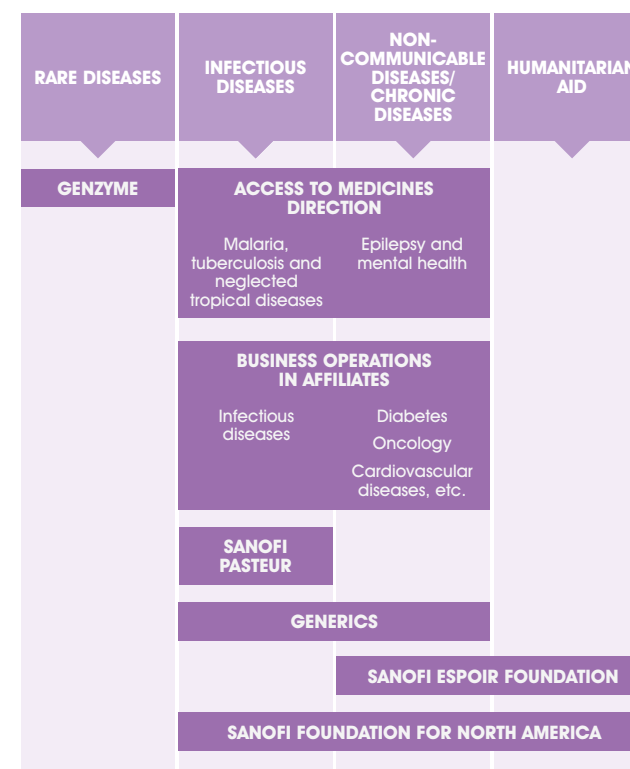 RARE DISEASES
INFECTIOUS
DISEASES
NON-
COMMUNICABLE
DISEASES/
CHRONIC
DISEASES
HUMANITARIAN
AID
GENZYME
ACCESS TO MEDICINES
DIRECTION
Malaria,
tuberculosis and
neglected
tropical diseases
Epilepsy and
mental health
BUSINESS OPERATIONS
IN AFFILIATES
Infectious
diseases
Diabetes
Oncology
Cardiovascular
diseases, etc.
SANOFI
PASTEUR
GENERICS
SANOFI ESPOIR FOUNDATION
SANOFI FOUNDATION FOR NORTH AMERICA